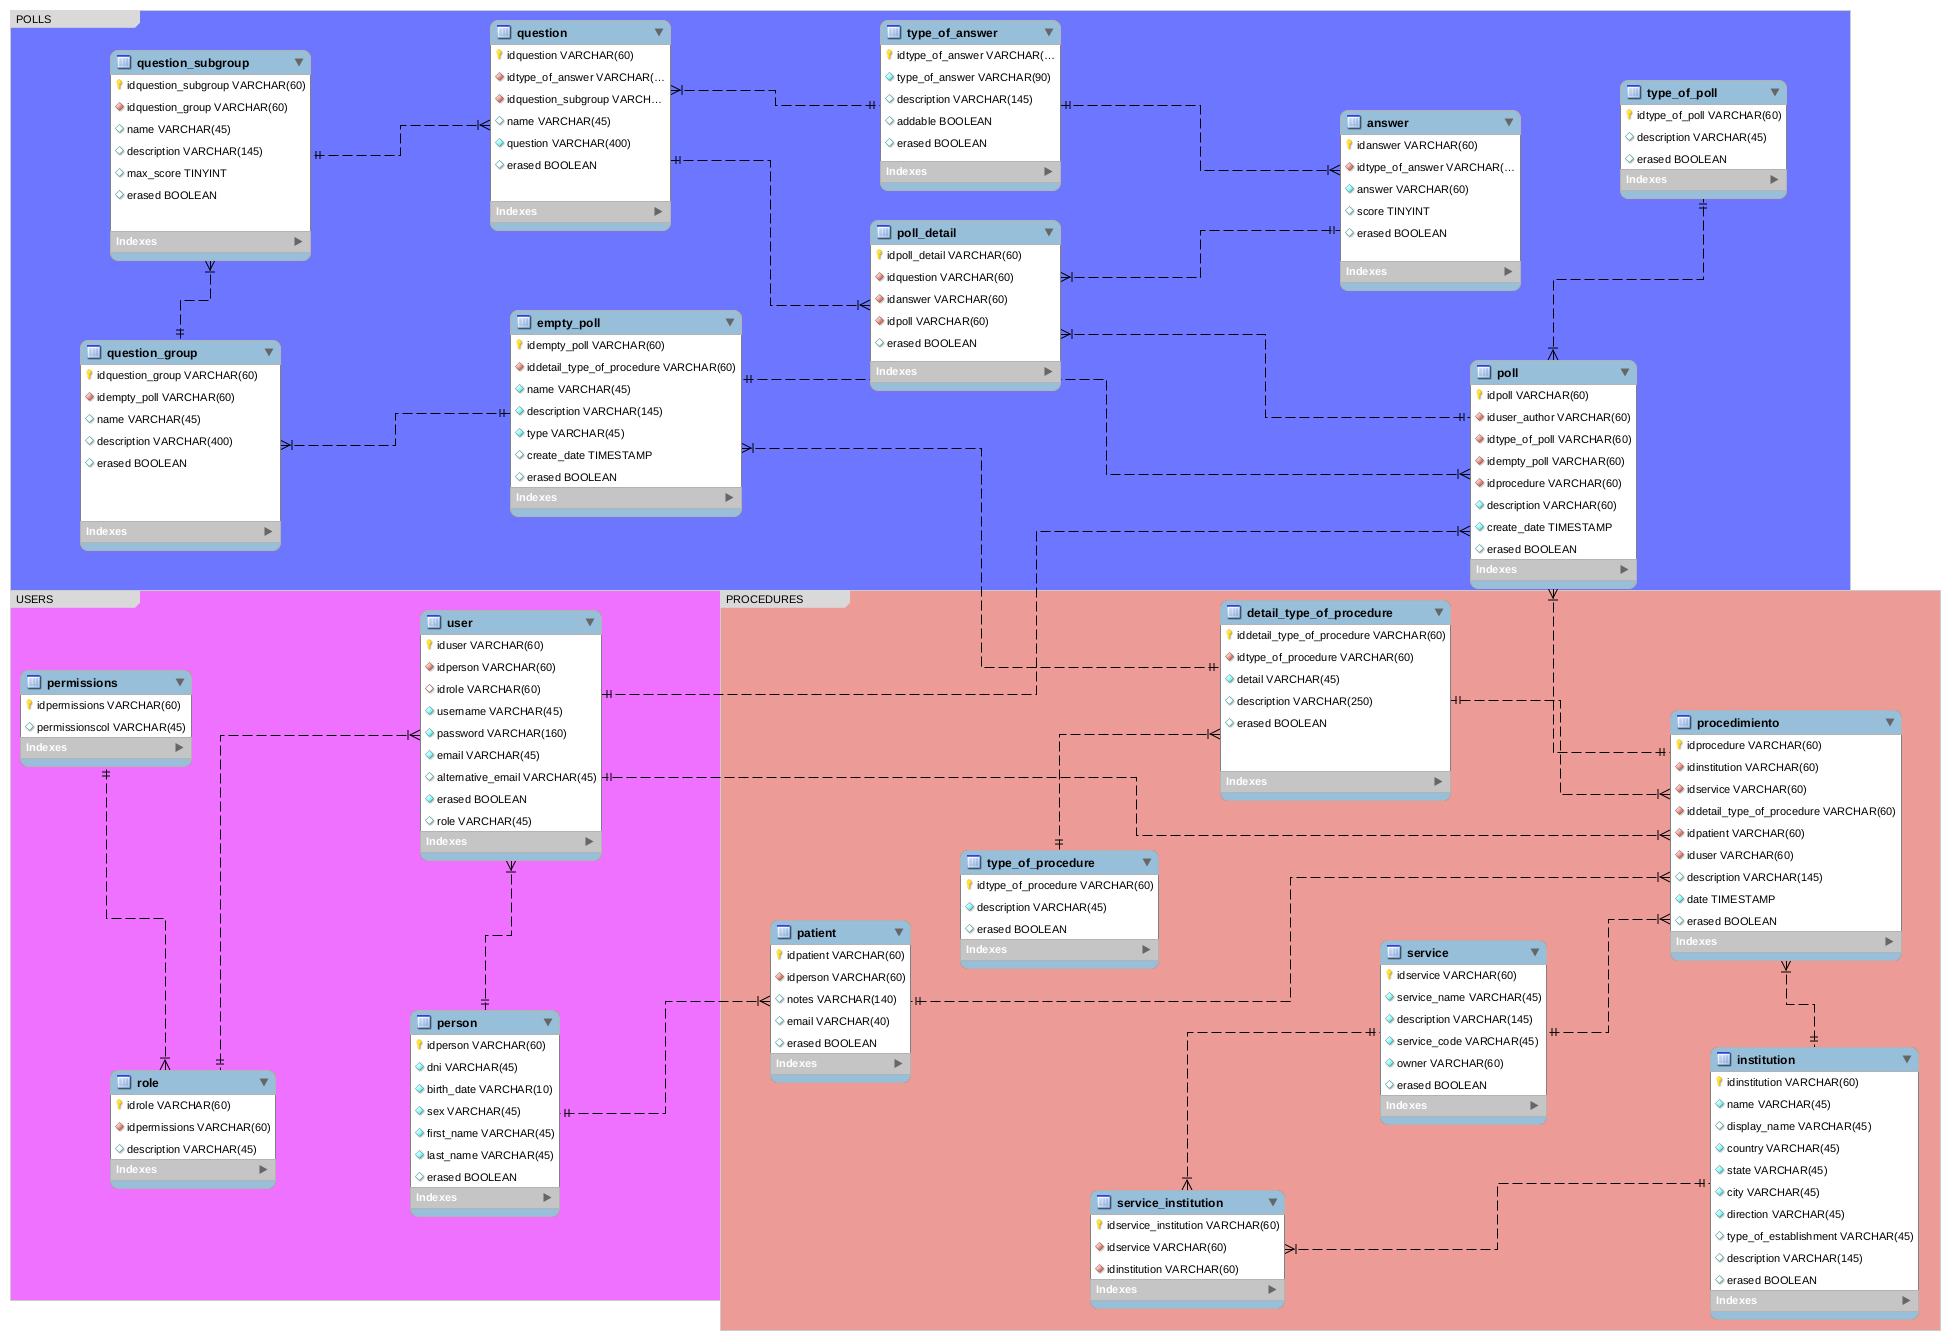 POLLS
question_subgroup
idquestion_subgroup VARCHAR(60)
idquestion_group VARCHAR(60)
name VARCHAR(45)
description VARCHAR(145)
max_score TINYINT
erased BOOLEAN
Indexes
question
idquestion VARCHAR(60)
idtype_of_answer VARCHAR(...
idquestion_subgroup VARCH...
name VARCHAR(45)
question VARCHAR(400)
erased BOOLEAN
Indexes
type_of_answer
idtype_of_answer VARCHAR(...
type_of_answer VARCHAR(90)
description VARCHAR(145)
addable BOOLEAN
erased BOOLEAN
Indexes
answer
idanswer VARCHAR(60)
idtype_of_answer VARCHAR(...
answer VARCHAR(60)
score TINYINT
erased BOOLEAN
Indexes
type_of_poll
idtype_of_poll VARCHAR(60)
description VARCHAR(45)
erased BOOLEAN
Indexes
poll_detail
idpoll_detail VARCHAR(60)
idquestion VARCHAR(60)
idanswer VARCHAR(60)
idpoll VARCHAR(60)
erased BOOLEAN
Indexes
question_group
idquestion_group VARCHAR(60)
idempty_poll VARCHAR(60)
name VARCHAR(45)
description VARCHAR(400)
erased BOOLEAN
Indexes
empty_poll
idempty_poll VARCHAR(60)
iddetail_type_of_procedure VARCHAR(60)
name VARCHAR(45)
description VARCHAR(145)
type VARCHAR(45)
create_date TIMESTAMP
erased BOOLEAN
Indexes
poll
idpoll VARCHAR(60)
iduser_author VARCHAR(60)
idtype_of_poll VARCHAR(60)
idempty_poll VARCHAR(60)
idprocedure VARCHAR(60)
description VARCHAR(60)
create_date TIMESTAMP
erased BOOLEAN
Indexes
USERS
permissions
idpermissions VARCHAR(60)
permissionscol VARCHAR(45)
Indexes
user
iduser VARCHAR(60)
idperson VARCHAR(60)
idrole VARCHAR(60)
username VARCHAR(45)
password VARCHAR(160)
email VARCHAR(45)
alternative_email VARCHAR(45)
erased BOOLEAN
role VARCHAR(45)
Indexes
role
idrole VARCHAR(60)
idpermissions VARCHAR(60)
description VARCHAR(45)
Indexes
person
idperson VARCHAR(60)
dni VARCHAR(45)
birth_date VARCHAR(10)
sex VARCHAR(45)
first_name VARCHAR(45)
last_name VARCHAR(45)
erased BOOLEAN
Indexes
PROCEDURES
detail_type_of_procedure
iddetail_type_of_procedure VARCHAR(60)
idtype_of_procedure VARCHAR(60)
detail VARCHAR(45)
description VARCHAR(250)
erased BOOLEAN
Indexes
procedimiento
idprocedure VARCHAR(60)
idinstitution VARCHAR(60)
idservice VARCHAR(60)
iddetail_type_of_procedure VARCHAR(60)
idpatient VARCHAR(60)
iduser VARCHAR(60)
description VARCHAR(145)
date TIMESTAMP
erased BOOLEAN
Indexes
type_of_procedure
idtype_of_procedure VARCHAR(60)
description VARCHAR(45)
erased BOOLEAN
Indexes
patient
idpatient VARCHAR(60)
idperson VARCHAR(60)
notes VARCHAR(140)
email VARCHAR(40)
erased BOOLEAN
Indexes
service
idservice VARCHAR(60)
service_name VARCHAR(45)
description VARCHAR(145)
service_code VARCHAR(45)
owner VARCHAR(60)
erased BOOLEAN
Indexes
institution
idinstitution VARCHAR(60)
name VARCHAR(45)
display_name VARCHAR(45)
country VARCHAR(45)
state VARCHAR(45)
city VARCHAR(45)
direction VARCHAR(45)
type_of_establishment VARCHAR(45)
description VARCHAR(145)
erased BOOLEAN
Indexes
service_institution
idservice_institution VARCHAR(60)
idservice VARCHAR(60)
idinstitution VARCHAR(60)
Indexes